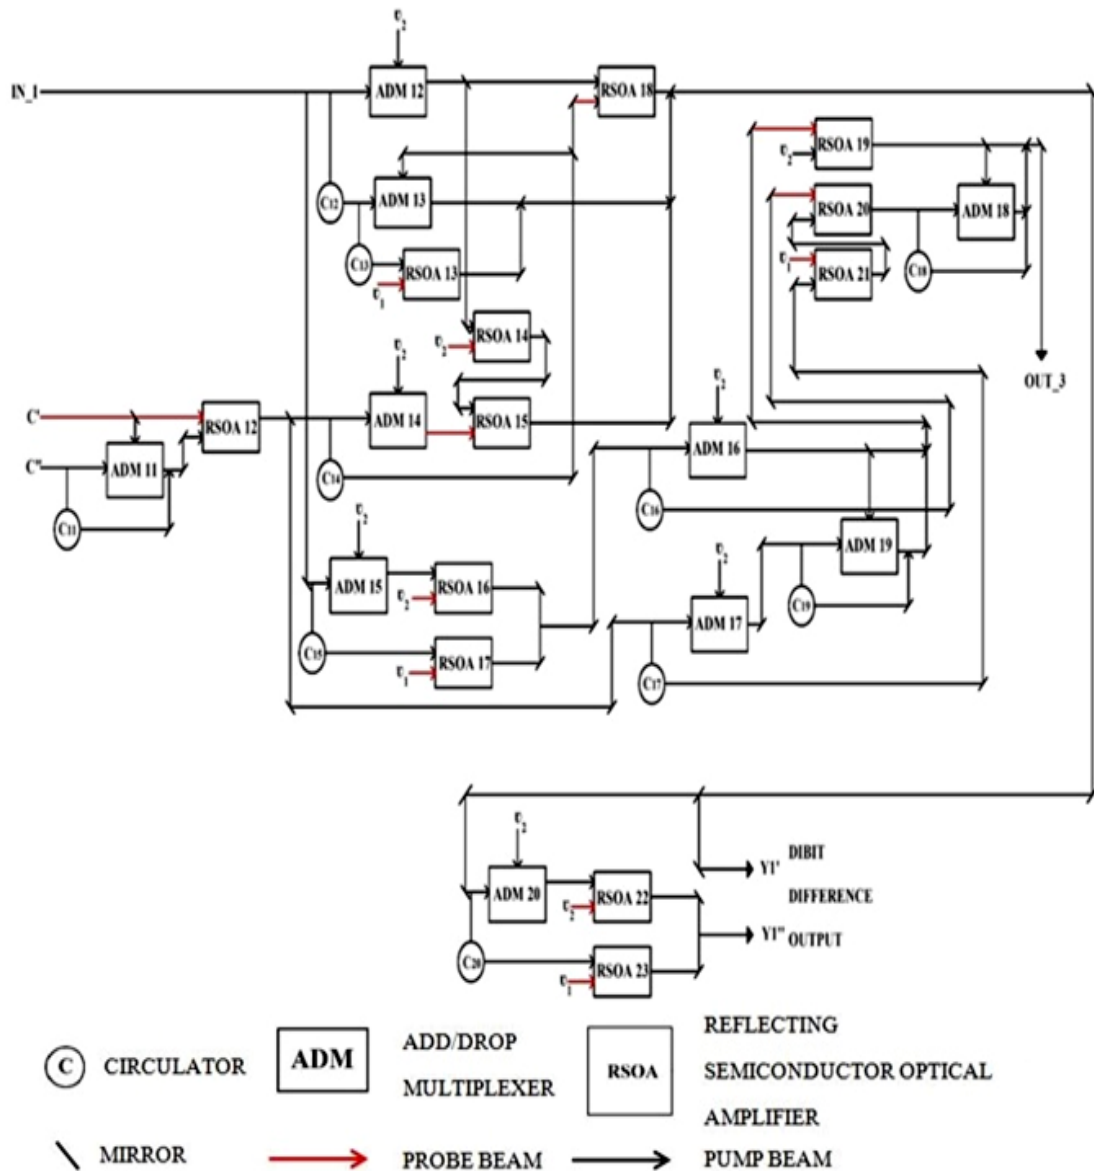 υ2
IN_1
ADM 12
RSOA 18
RSOA 19
υ2
C12
ADM 13
RSOA 20
ADM 18
C13
RSOA 13
υ1
υ1
RSOA 21
C18
υ2
RSOA 14
υ2
OUT_3
υ2
C'
RSOA 12
ADM 14
RSOA 15
ADM 16
C''
ADM 11
C14
C11
C16
υ2
ADM 19
υ2
ADM 15
RSOA 16
υ2
ADM 17
C19
C15
RSOA 17
υ1
C17
υ2
Y1' DIBIT
ADM 20
RSOA 22
υ2
DIFFERENCE
Y1'' OUTPUT
C20
RSOA 23
υ1
C CIRCULATOR
ADM
ADD/DROP
MULTIPLEXER
RSOA
REFLECTING
SEMICONDUCTOR OPTICAL
AMPLIFIER
MIRROR
PROBE BEAM
PUMP BEAM